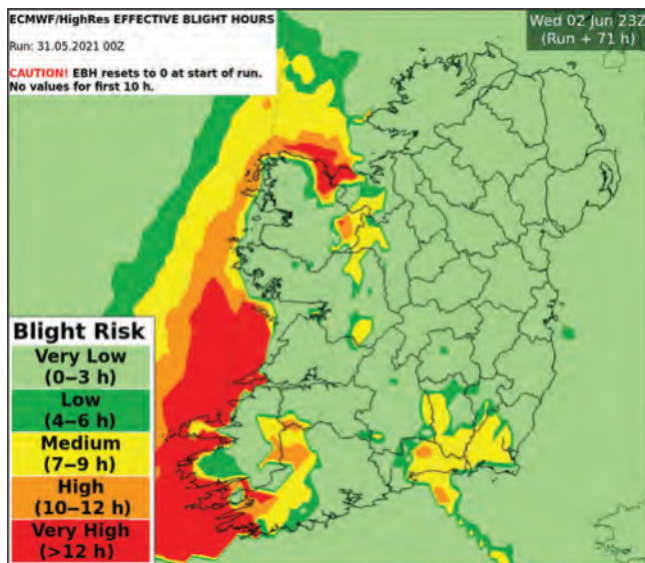 ECMWF/HighRes EFFECTIVE BLIGHT HOURS
Run: 31.05.2021 00Z
CAUTION! EBH resets to 0 at start of run.
No values for first 10 h.
Wed 02 Jun 23Z
(Run + 71 h)
Blight Risk
Very Low
(0−3 h)
Low
(4−6 h)
Medium
(7−9 h)
High
(10−12 h)
Very High
(>12 h)